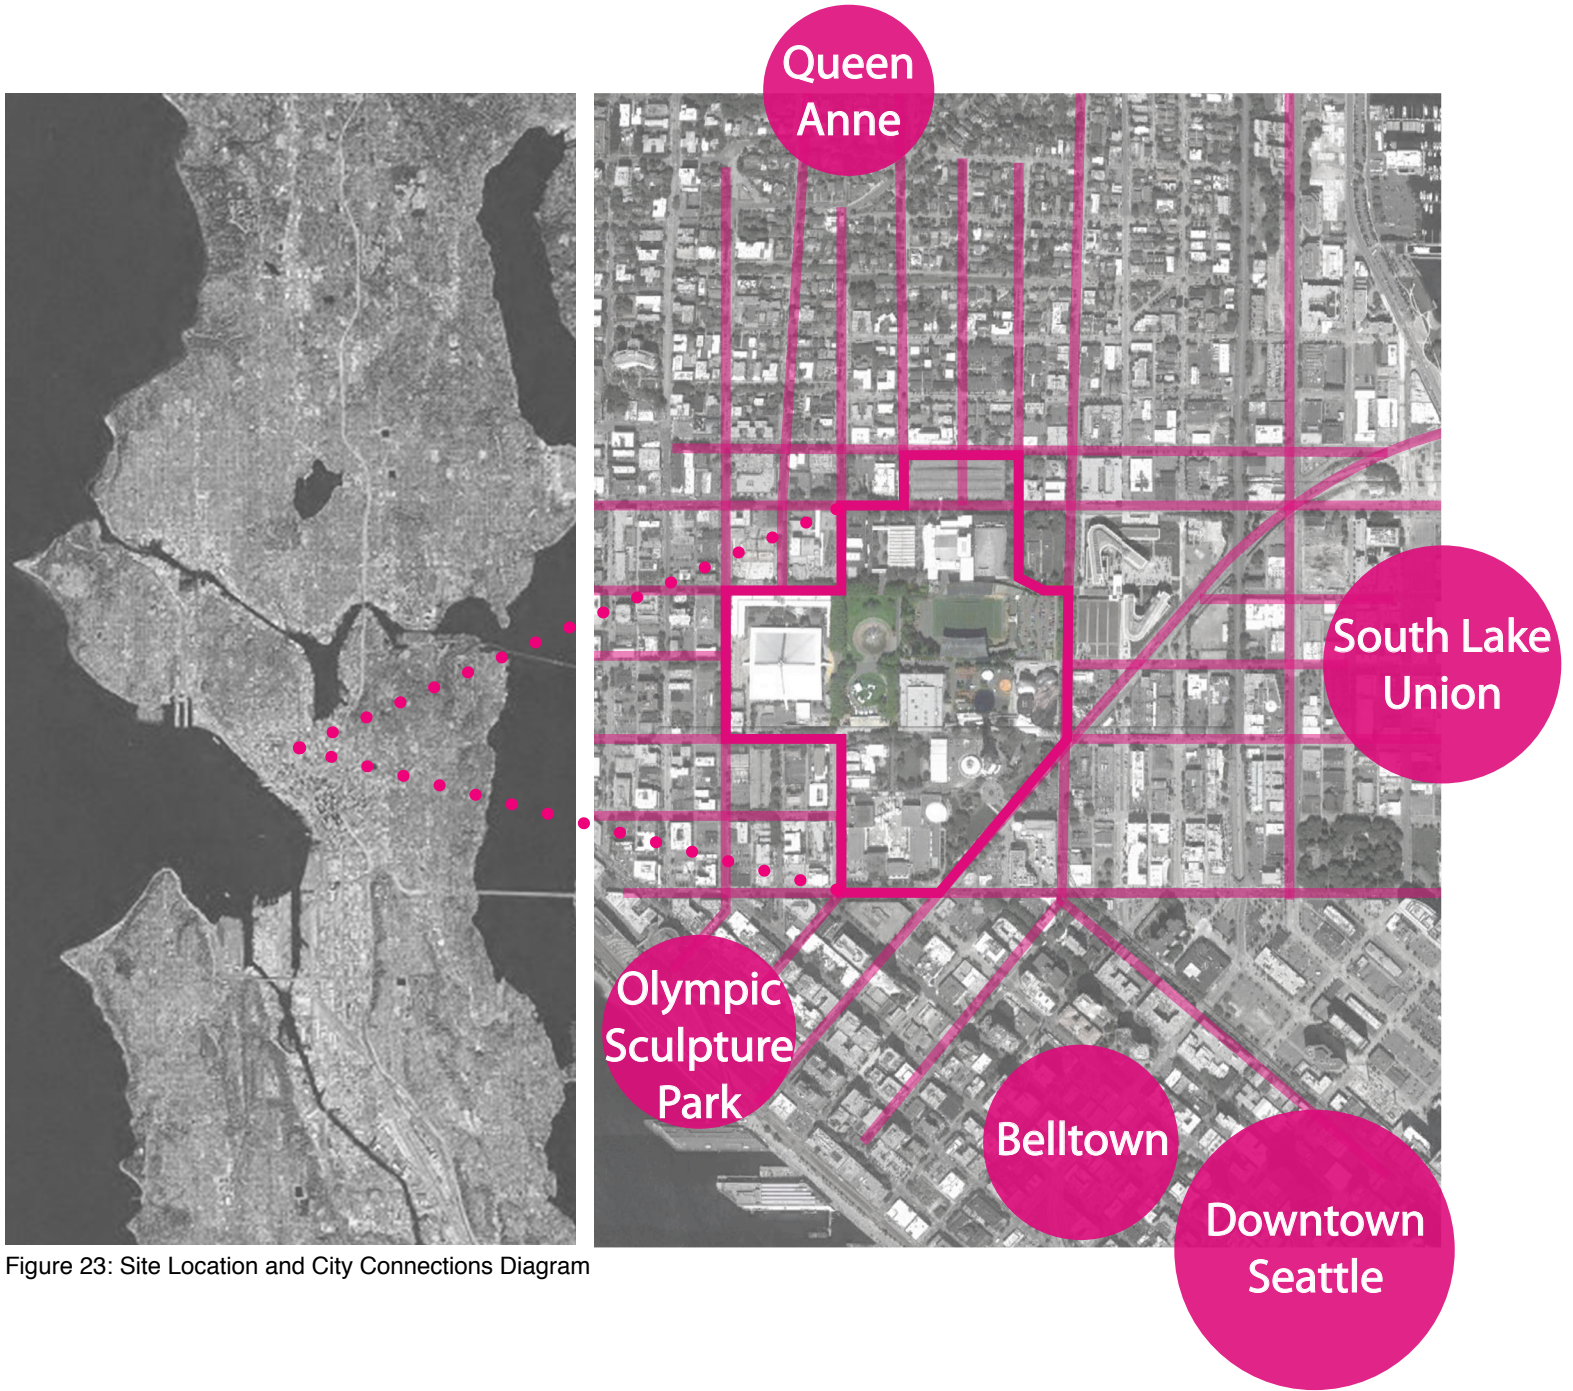 Queen
Anne
South Lake
Union
Olympic
Sculpture
Park
Belltown
Downtown
Seattle
Figure 23: Site Location and City Connections Diagram